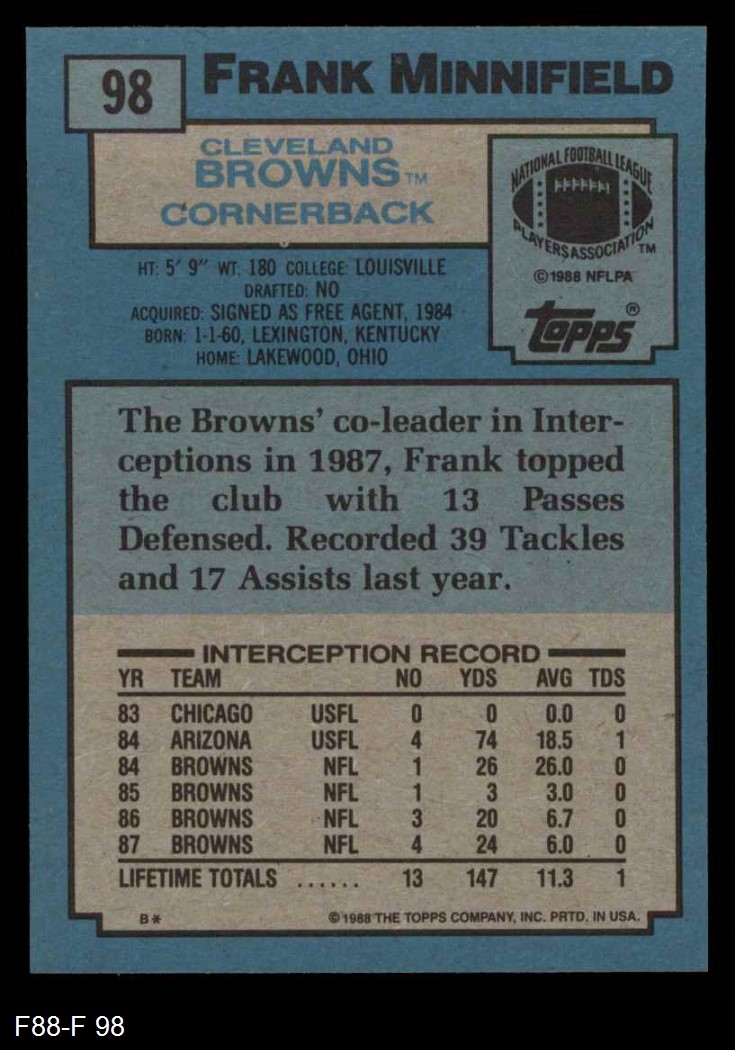 98
FRANK MINNIFIELD
CLEVELAND
BROWNS™
CORNERBACK
NATIONAL FOOTBALL LEAGUE
PLAYERS ASSOCIATION™
©1988 NFLPA
topps®
HT: 5' 9" WT: 180 COLLEGE: LOUISVILLE
DRAFTED: NO
ACQUIRED: SIGNED AS FREE AGENT, 1984
BORN: 1-1-60, LEXINGTON, KENTUCKY
HOME: LAKEWOOD, OHIO
The Browns' co-leader in Inter-
ceptions in 1987, Frank topped
the club with 13 Passes
Defensed. Recorded 39 Tackles
and 17 Assists last year.
INTERCEPTION RECORD
YR TEAM NO YDS AVG TDS
83 CHICAGO USFL 0 0 0.0 0
84 ARIZONA USFL 4 74 18.5 1
84 BROWNS NFL 1 26 26.0 0
85 BROWNS NFL 1 3 3.0 0
86 BROWNS NFL 3 20 6.7 0
87 BROWNS NFL 4 24 6.0 0
LIFETIME TOTALS ...... 13 147 11.3 1
B* ©1988 THE TOPPS COMPANY, INC. PRTD. IN USA.
F88-F 98